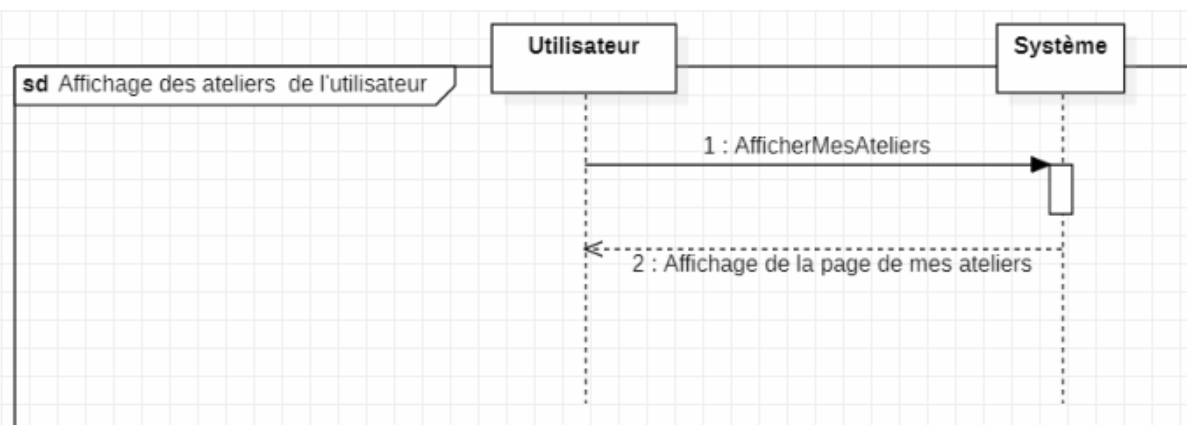 Utilisateur
Système
sd Affichage des ateliers de l'utilisateur
1 : AfficherMesAteliers
2 : Affichage de la page de mes ateliers